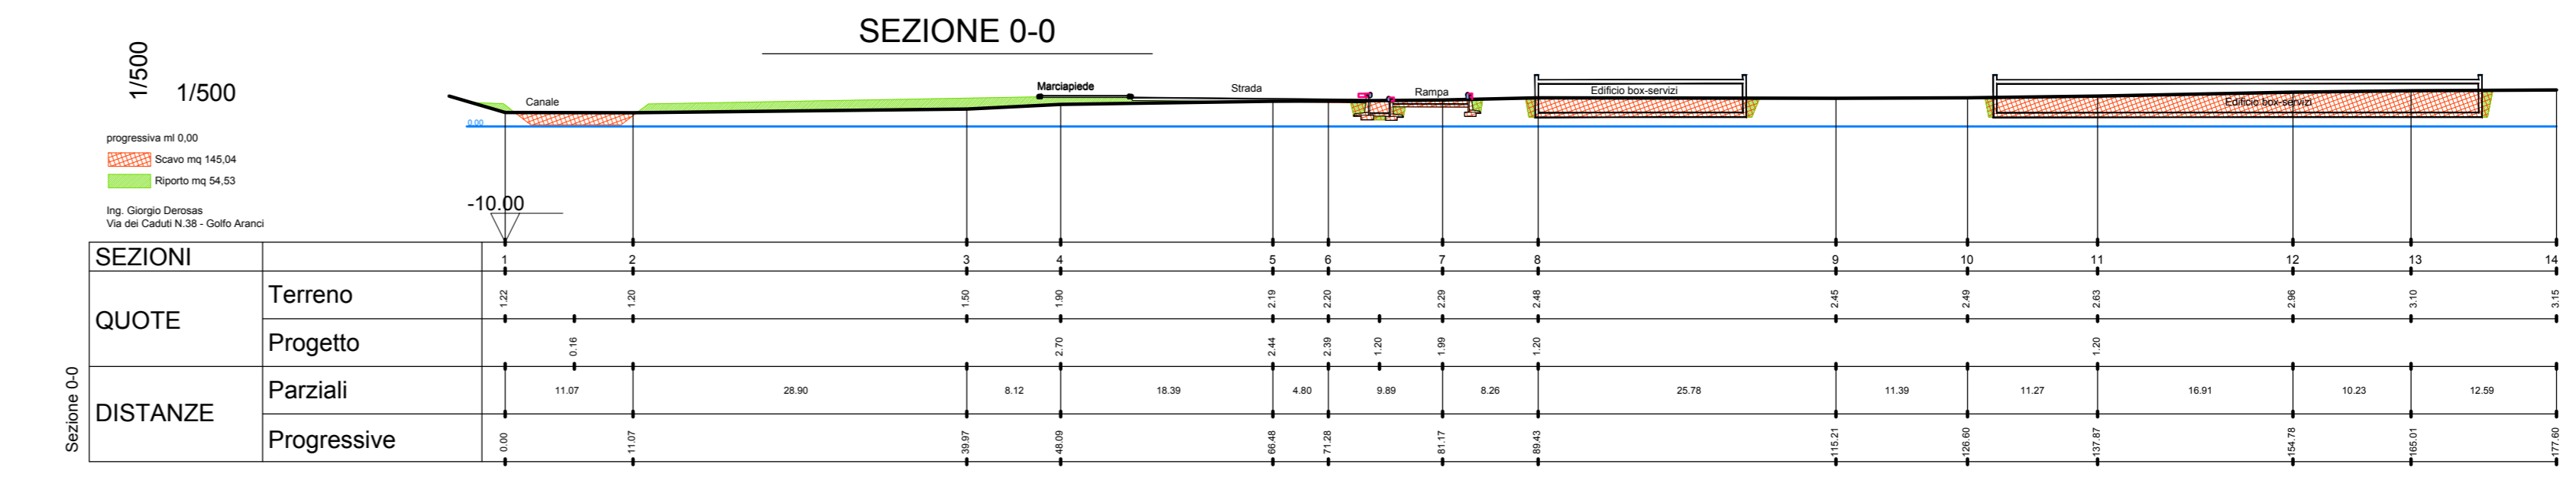 SEZIONE 0-0
1/500
1/500
Canale
Marciapiede
Strada
Rampa
Edificio box-servizi
Edificio box-servizi
0.00
progressiva ml 0,00
Scavo mq 145,04
Riporto mq 54,53
Ing. Giorgio Derosas
Via dei Caduti N.38 - Golfo Aranci
-10.00
Sezione 0-0
SEZIONI 1 2 3 4 5 6 7 8 9 10 11 12 13 14
QUOTE
Terreno 1.22 1.20 1.50 1.90 2.19 2.20 2.29 2.48 2.45 2.49 2.63 2.96 3.10 3.15
Progetto 0.16 2.70 2.44 2.39 1.20 1.99 1.20 1.20
DISTANZE
Parziali 11.07 28.90 8.12 18.39 4.80 9.89 8.26 25.78 11.39 11.27 16.91 10.23 12.59
Progressive 0.00 11.07 39.97 48.09 66.48 71.28 81.17 89.43 115.21 126.60 137.87 154.78 165.01 177.60